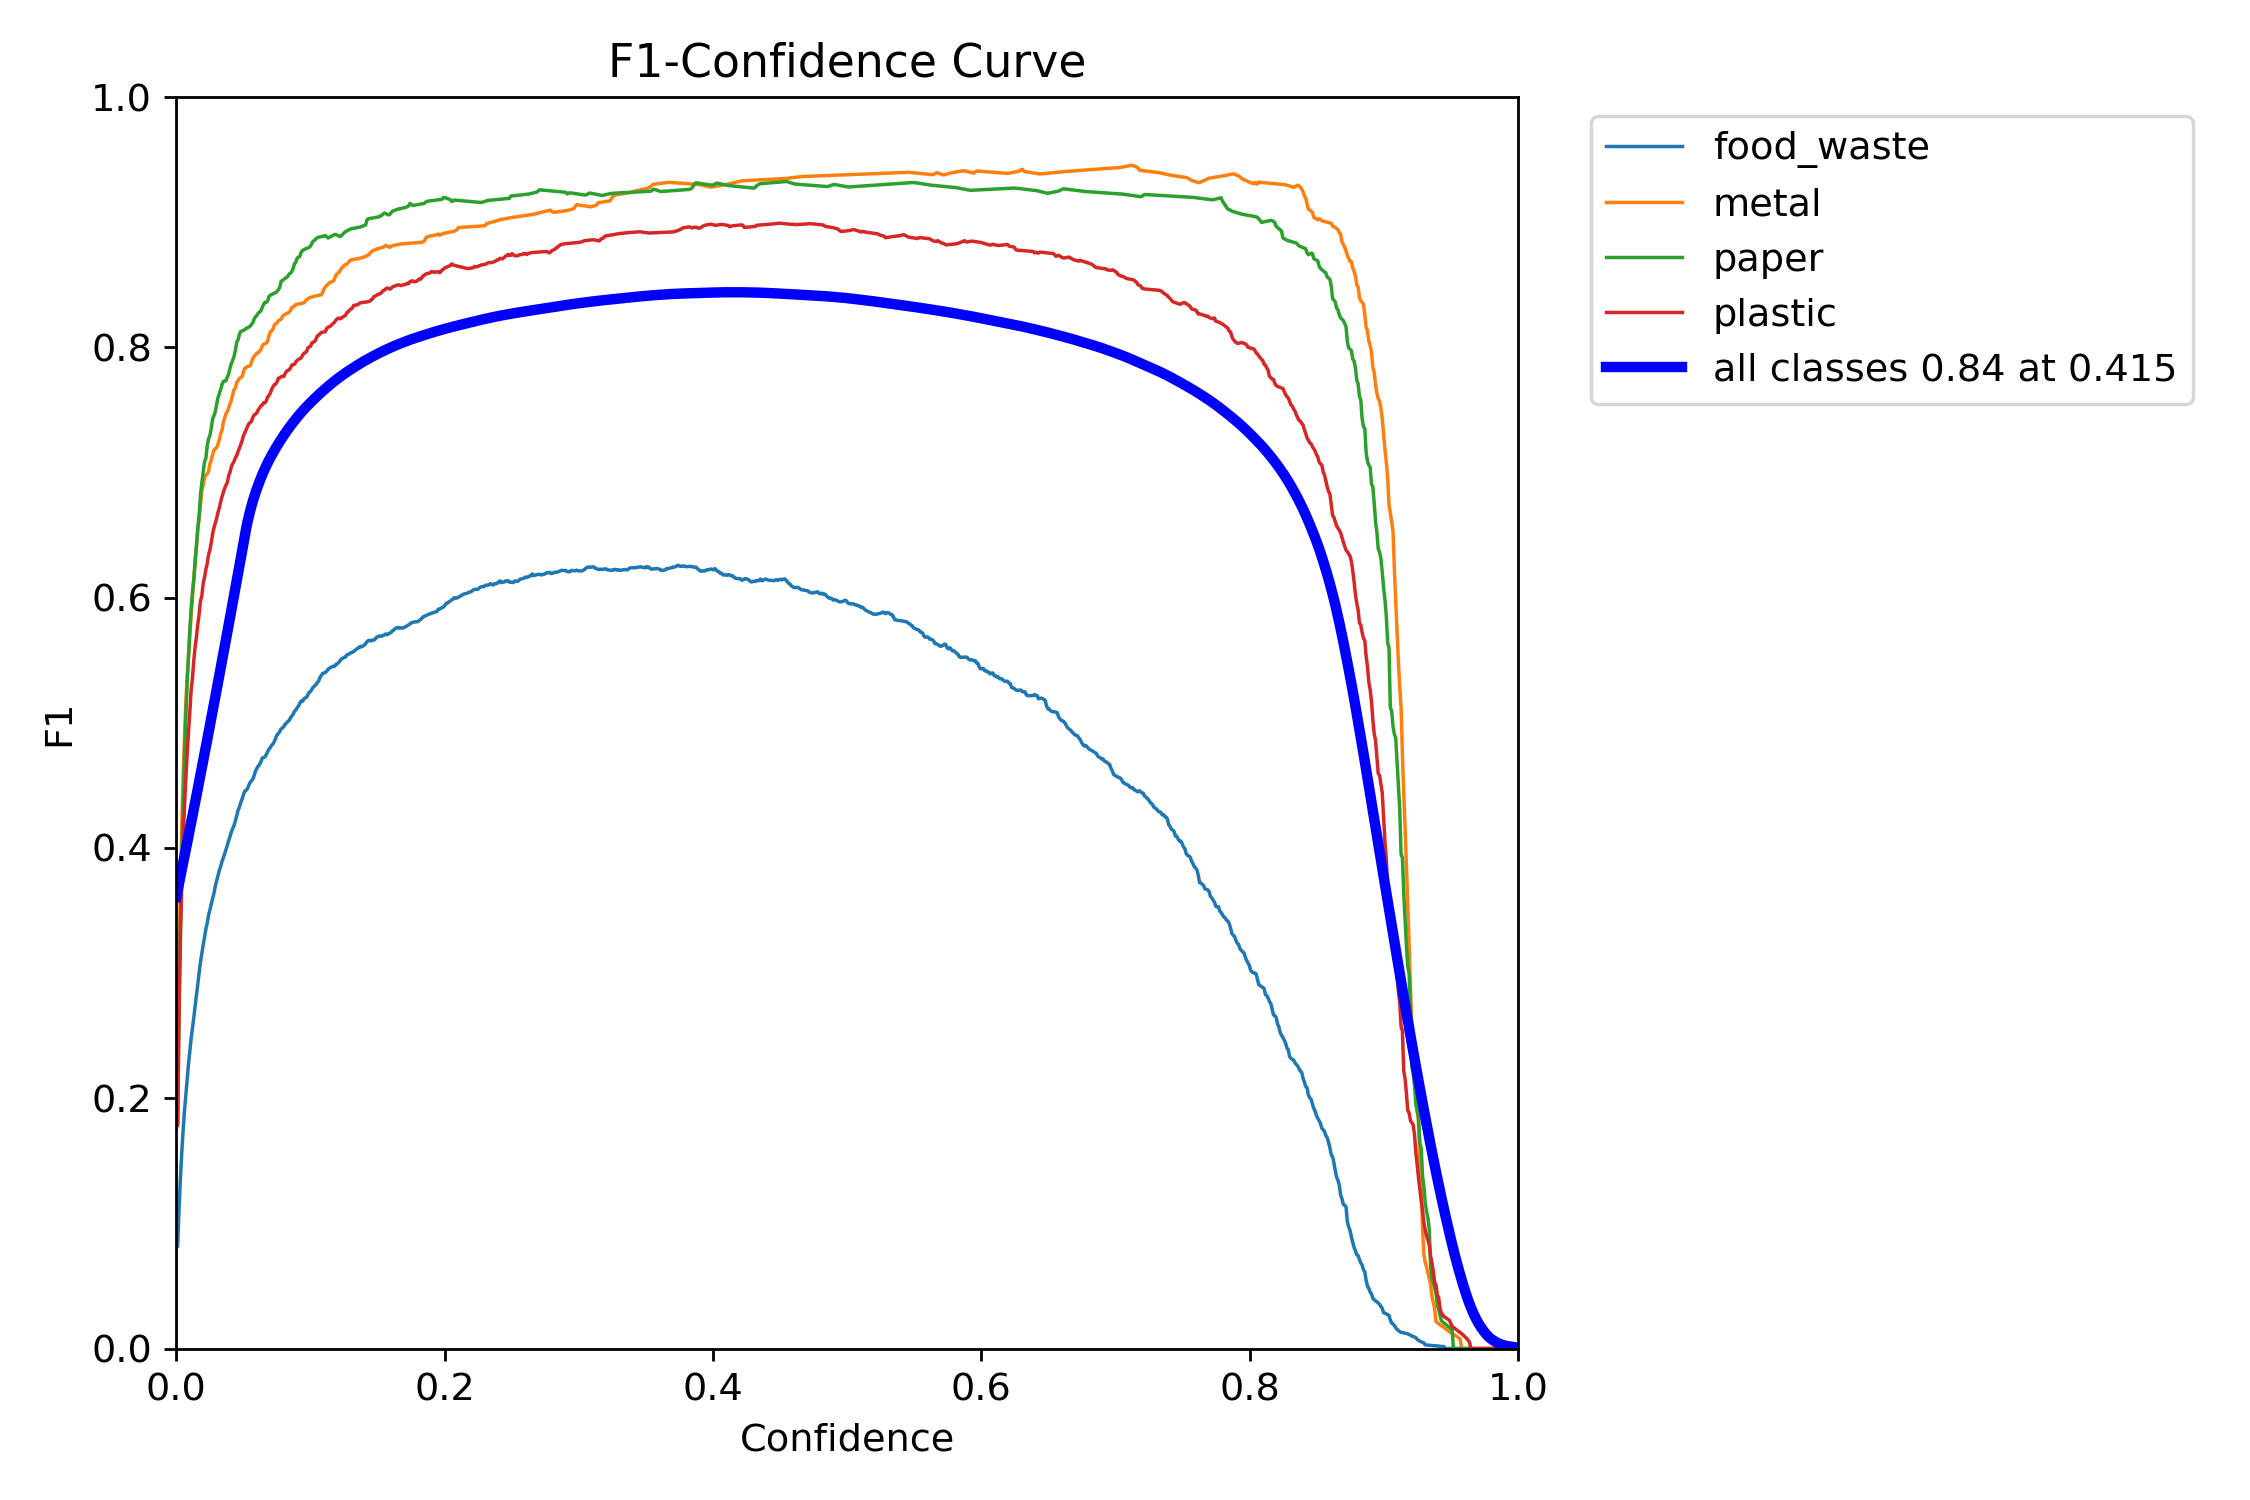 F1-Confidence Curve
1.0
0.8
0.6
0.4
0.2
0.0
F1
0.0 0.2 0.4 0.6 0.8 1.0
Confidence
food_waste
metal
paper
plastic
all classes 0.84 at 0.415